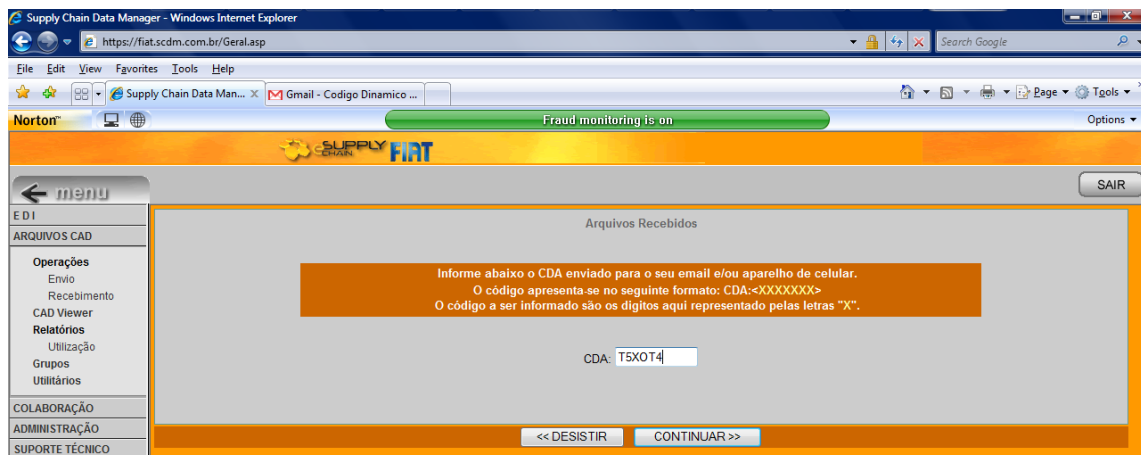 Supply Chain Data Manager - Windows Internet Explorer
https://fiat.scdm.com.br/Geral.asp
Search Google
File Edit View Favorites Tools Help
Supply Chain Data Man... X
Gmail - Codigo Dinamico ...
Page
Tools
Norton™
Fraud monitoring is on
Options
SUPPLY CHAIN FIAT
menu
SAIR
EDI
ARQUIVOS CAD
Operações
Envio
Recebimento
CAD Viewer
Relatórios
Utilização
Grupos
Utilitários
COLABORAÇÃO
ADMINISTRAÇÃO
SUPORTE TÉCNICO
Arquivos Recebidos
Informe abaixo o CDA enviado para o seu email e/ou aparelho de celular.
O código apresenta-se no seguinte formato: CDA:<XXXXXXX>
O código a ser informado são os digitos aqui representado pelas letras "X".
CDA: T5XOT4
<< DESISTIR
CONTINUAR >>